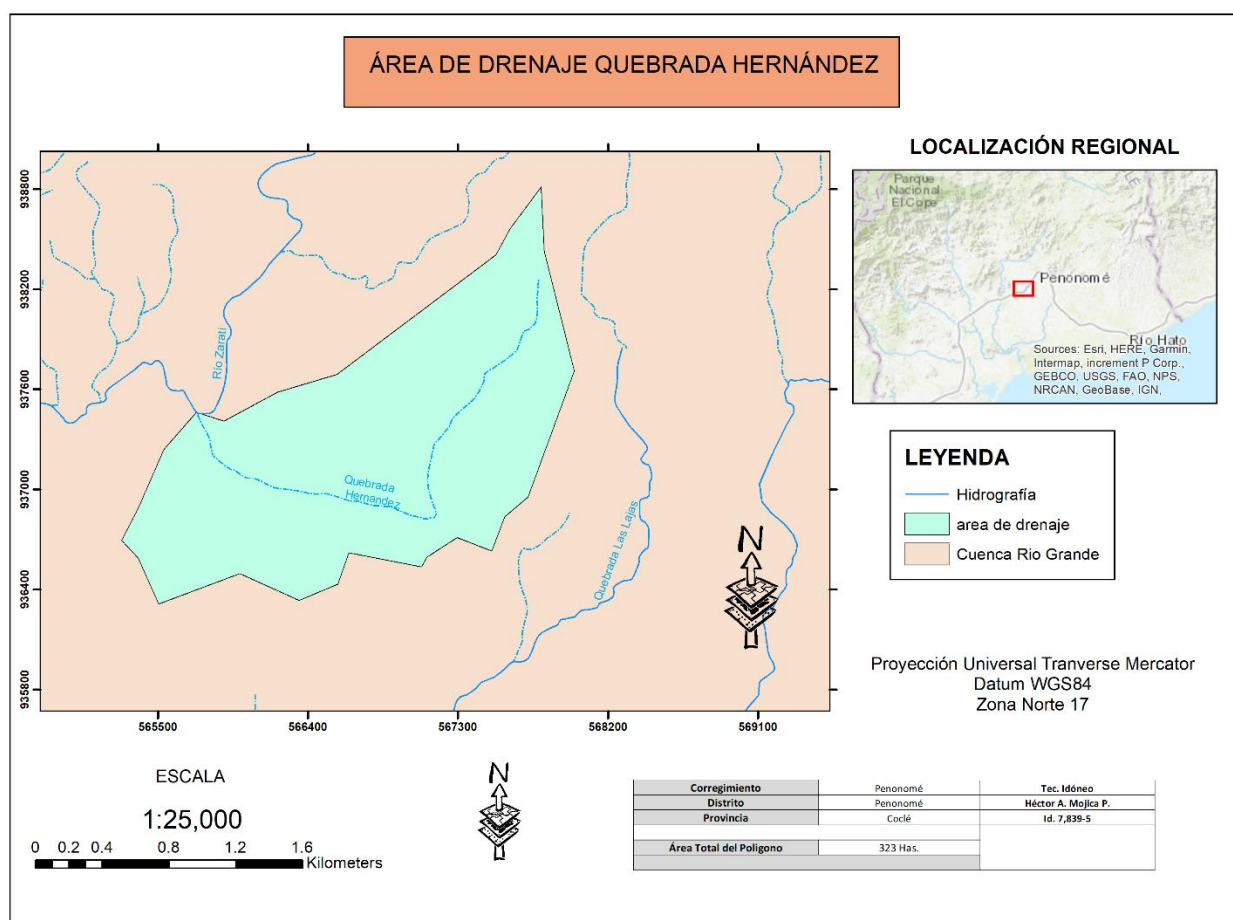 ÁREA DE DRENAJE QUEBRADA HERNÁNDEZ
LOCALIZACIÓN REGIONAL
Parque
Nacional
El Cope
Penonomé
Río Hato
Sources: Esri, HERE, Garmin,
Intermap, increment P Corp.,
GEBCO, USGS, FAO, NPS,
NRCAN, GeoBase, IGN,
938800
938200
937600
937000
936400
935800
Río Zarati
Quebrada
Hernandez
Quebrada Las Lajas
N
565500 566400 567300 568200 569100
LEYENDA
Hidrografía
area de drenaje
Cuenca Rio Grande
Proyección Universal Tranverse Mercator
Datum WGS84
Zona Norte 17
ESCALA
1:25,000
0 0.2 0.4 0.8 1.2 1.6
Kilometers
N
Corregimiento Penonomé Tec. Idóneo
Distrito Penonomé Héctor A. Mojica P.
Provincia Coclé Id. 7,839-5
Área Total del Poligono 323 Has.